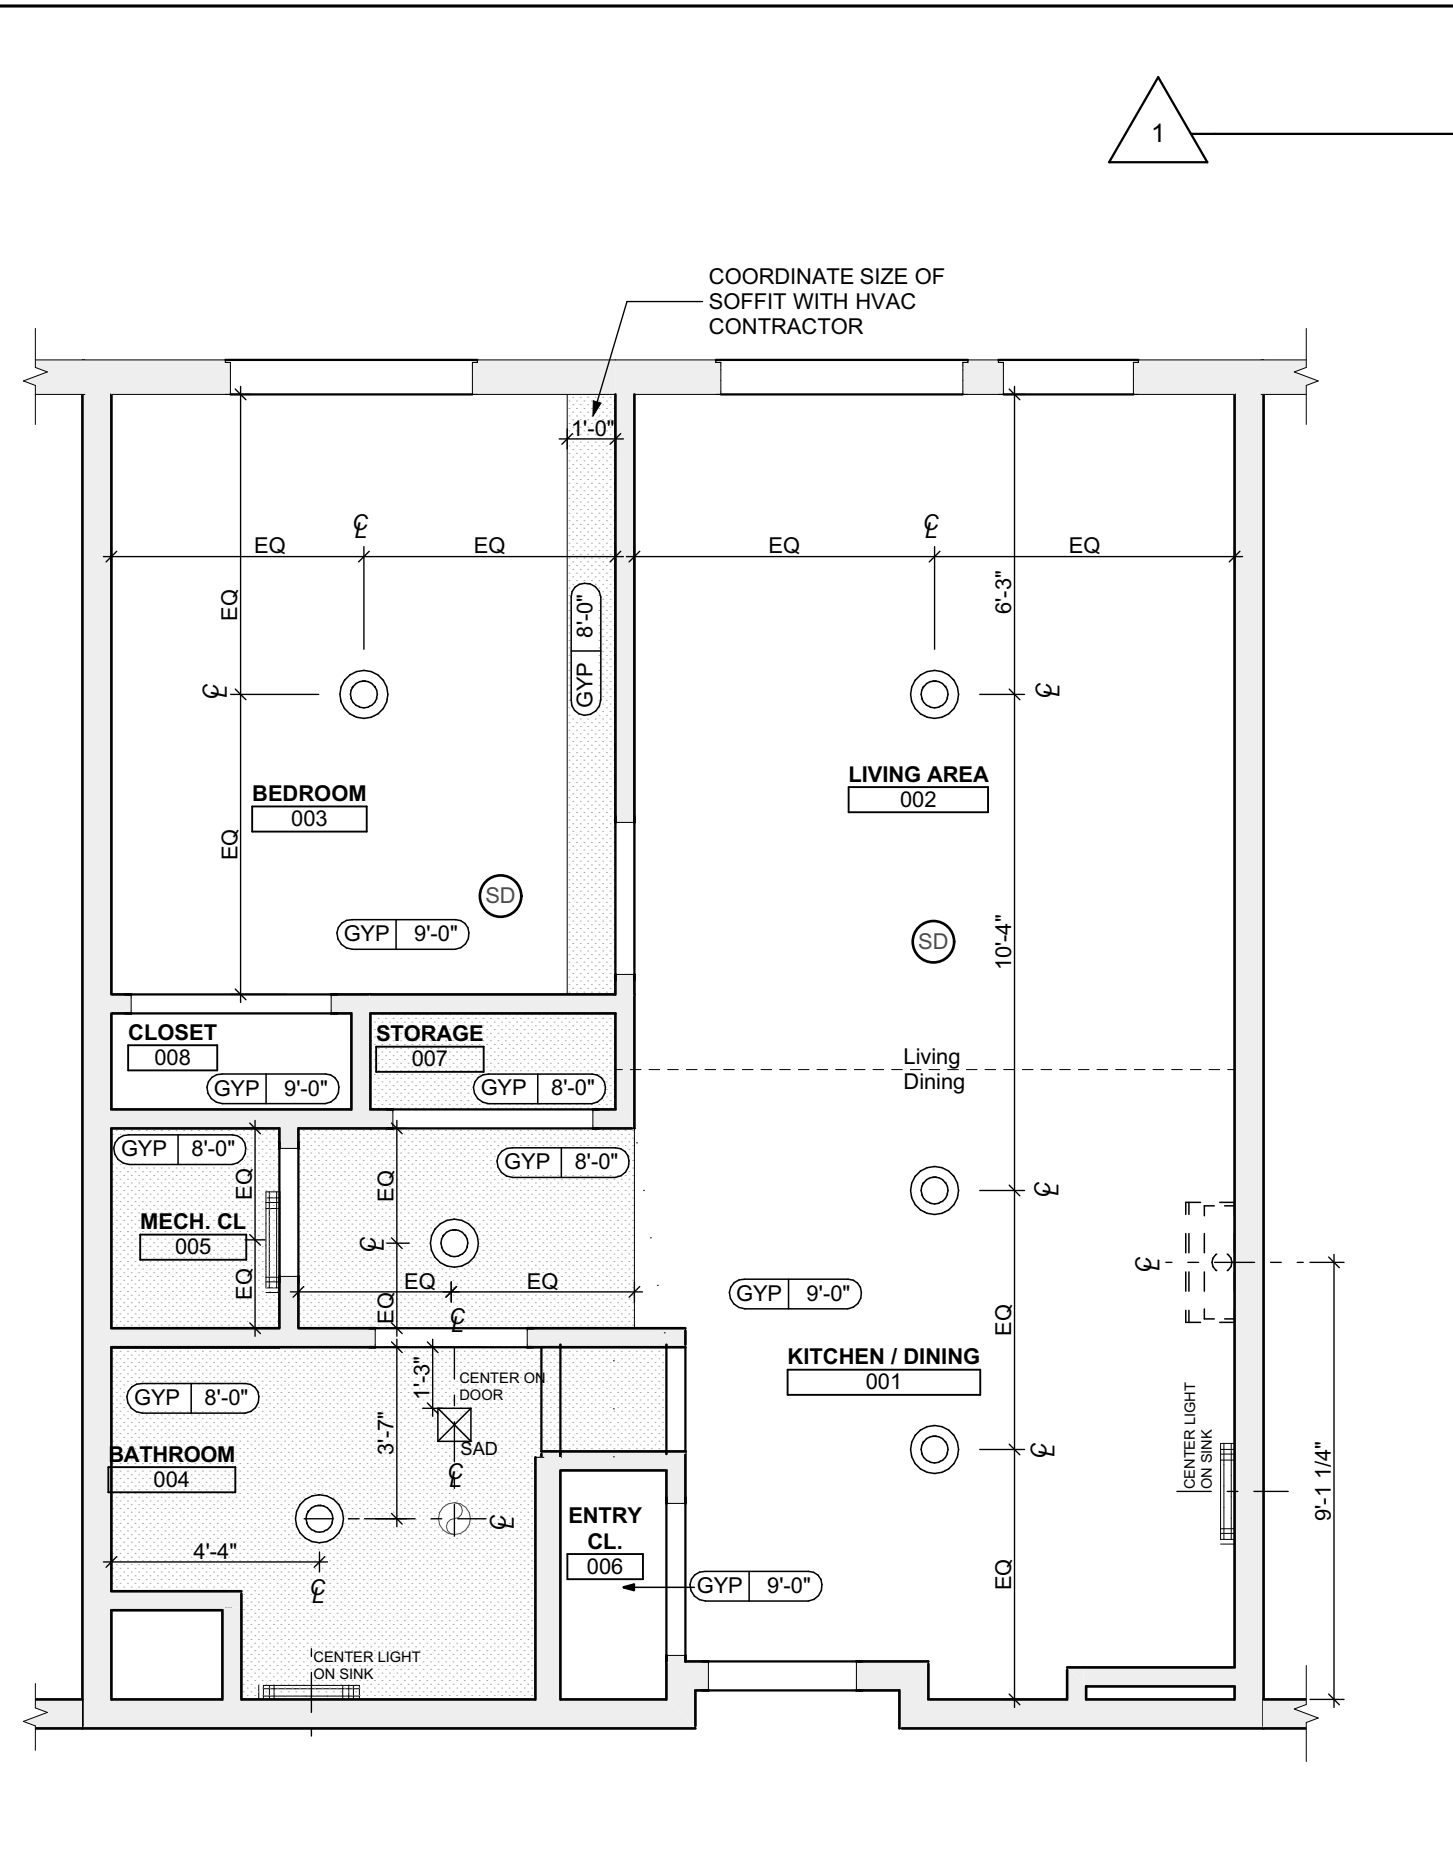 1
COORDINATE SIZE OF
SOFFIT WITH HVAC
CONTRACTOR
1'-0"
℄
℄
EQ
EQ
EQ
EQ
EQ
6'-3"
GYP 8'-0"
℄
℄
BEDROOM
003
LIVING AREA
002
EQ
SD
GYP 9'-0"
SD
10'-4"
CLOSET
008
GYP 9'-0"
STORAGE
007
GYP 8'-0"
Living
Dining
GYP 8'-0"
EQ
MECH. CL
005
EQ
EQ
GYP 8'-0"
℄
EQ
EQ
EQ
℄
℄
℄
GYP 9'-0"
EQ
KITCHEN / DINING
001
GYP 8'-0"
BATHROOM
004
1'-3"
3'-7"
CENTER ON
DOOR
SAD
℄
℄
4'-4"
℄
℄
CENTER LIGHT
ON SINK
9'-1 1/4"
ENTRY
CL.
006
GYP 9'-0"
EQ
CENTER LIGHT
ON SINK